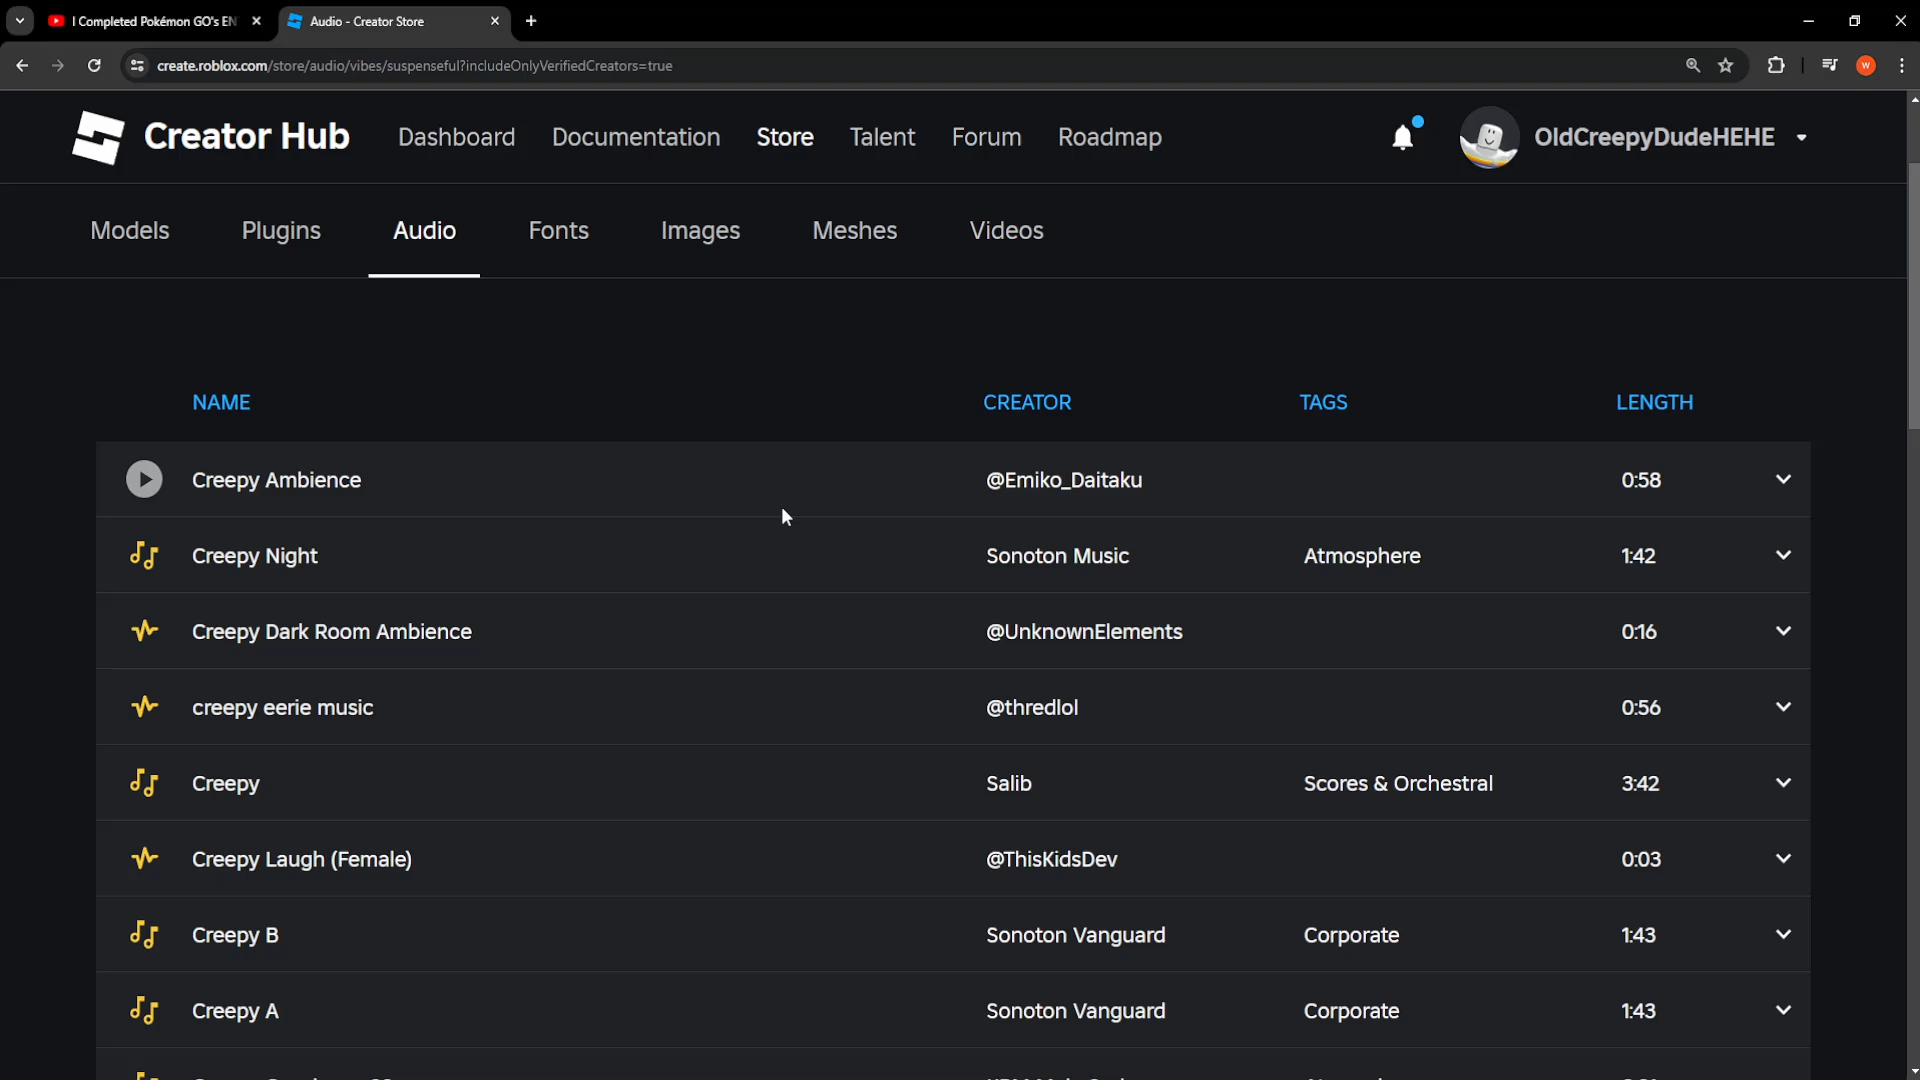 I Completed Pokémon GO's EN
Audio - Creator Store
create.roblox.com/store/audio/vibes/suspenseful?includeOnlyVerifiedCreators=true
W
Creator Hub
Dashboard
Documentation
Store
Talent
Forum
Roadmap
OldCreepyDudeHEHE
Models
Plugins
Audio
Fonts
Images
Meshes
Videos
NAME CREATOR TAGS LENGTH
Creepy Ambience @Emiko_Daitaku 0:58
Creepy Night Sonoton Music Atmosphere 1:42
Creepy Dark Room Ambience @UnknownElements 0:16
creepy eerie music @thredlol 0:56
Creepy Salib Scores & Orchestral 3:42
Creepy Laugh (Female) @ThisKidsDev 0:03
Creepy B Sonoton Vanguard Corporate 1:43
Creepy A Sonoton Vanguard Corporate 1:43